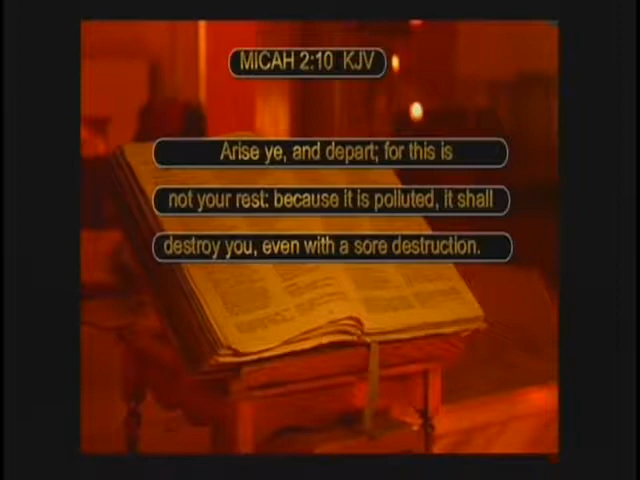 MICAH 2:10 KJV
Arise ye, and depart; for this is
not your rest: because it is polluted, it shall
destroy you, even with a sore destruction.